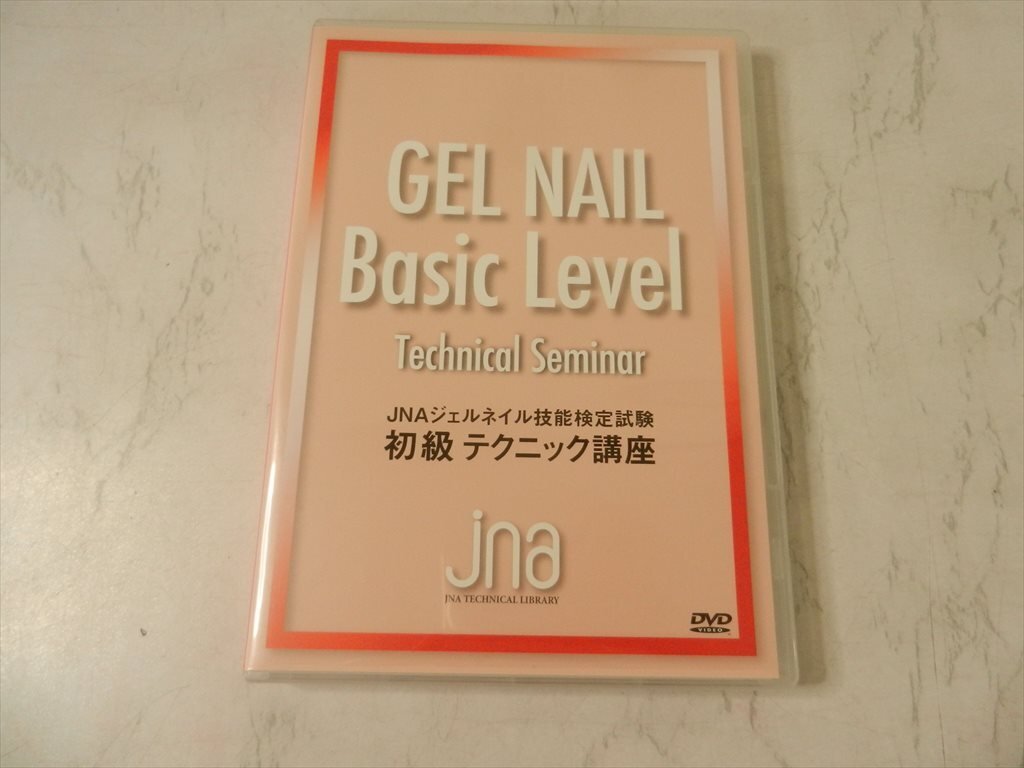 GEL NAIL
Basic Level
Technical Seminar
JNAジェルネイル技能検定試験
初級 テクニック講座
jna
JNA TECHNICAL LIBRARY
DVD
VIDEO